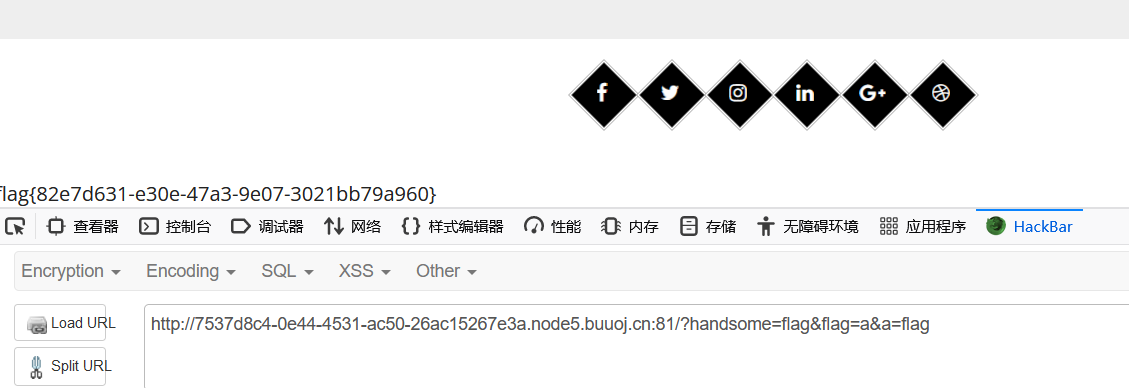 flag{82e7d631-e30e-47a3-9e07-3021bb79a960}
查看器 控制台 调试器 网络 样式编辑器 性能 内存 存储 无障碍环境 应用程序 HackBar
Encryption Encoding SQL XSS Other
Load URL http://7537d8c4-0e44-4531-ac50-26ac15267e3a.node5.buuoj.cn:81/?handsome=flag&flag=a&a=flag
Split URL